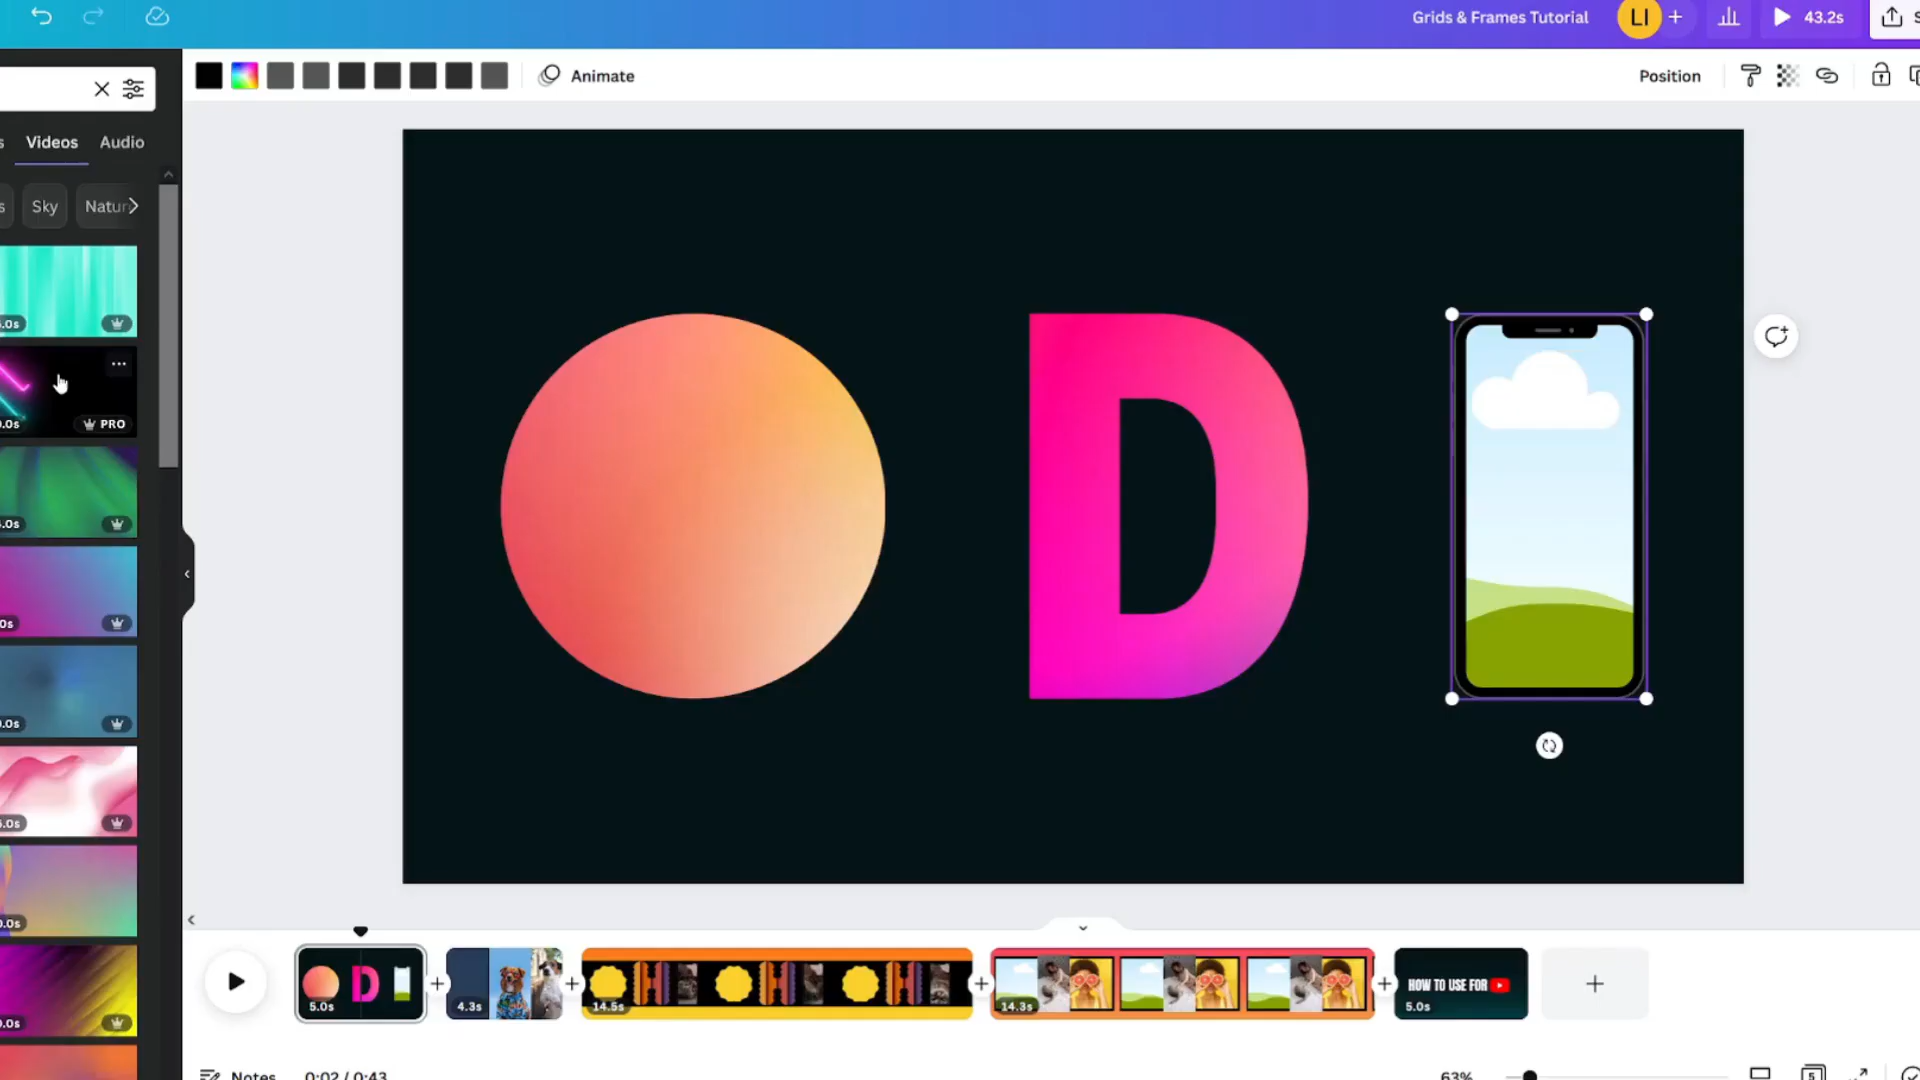 Grids & Frames Tutorial
LI
43.2s
Animate
Position
Videos
Audio
Sky
Natur
PRO
D
5.0s
4.3s
14.5s
14.3s
HOW TO USE FOR
5.0s
Notes
0:02 / 0:43
63%
5